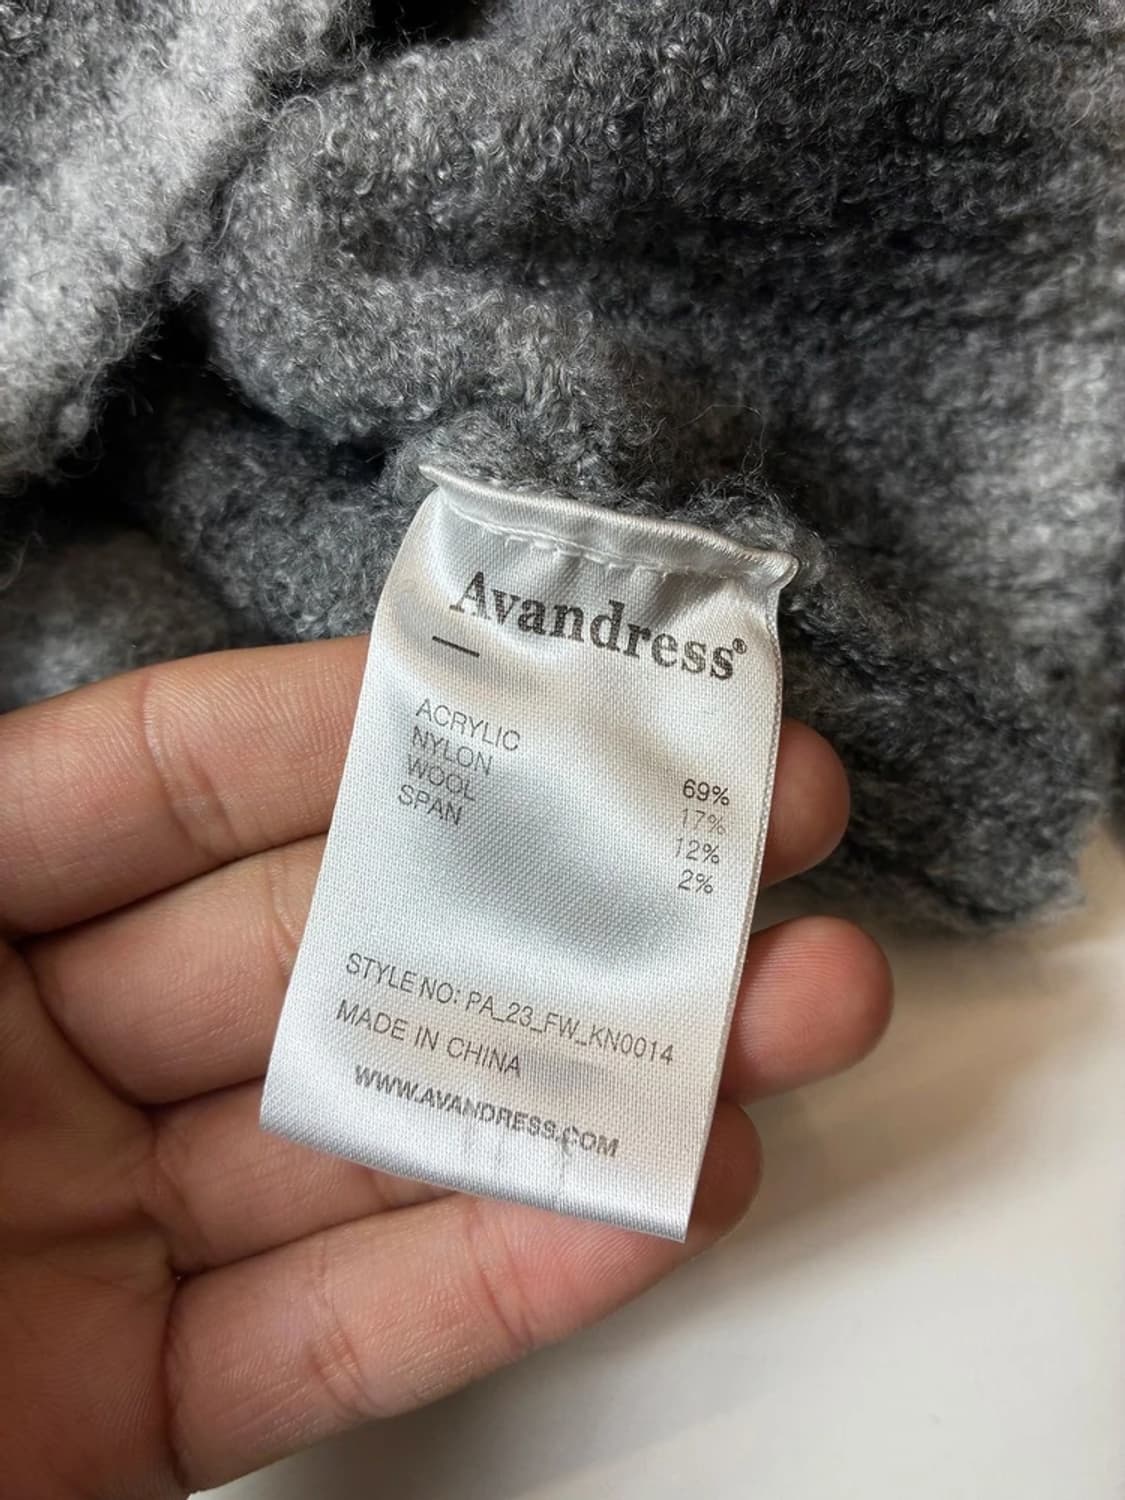 Avandress®
ACRYLIC 69%
NYLON 17%
WOOL 12%
SPAN 2%
STYLE NO: PA_23_FW_KN0014
MADE IN CHINA
WWW.AVANDRESS.COM